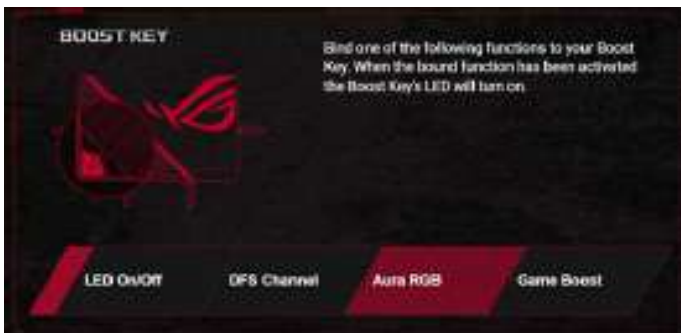 BOOST KEY
Bind one of the following functions to your Boost
Key. When the bound function has been activated
the Boost Key's LED will turn on.
LED On/Off
DFS Channel
Aura RGB
Game Boost